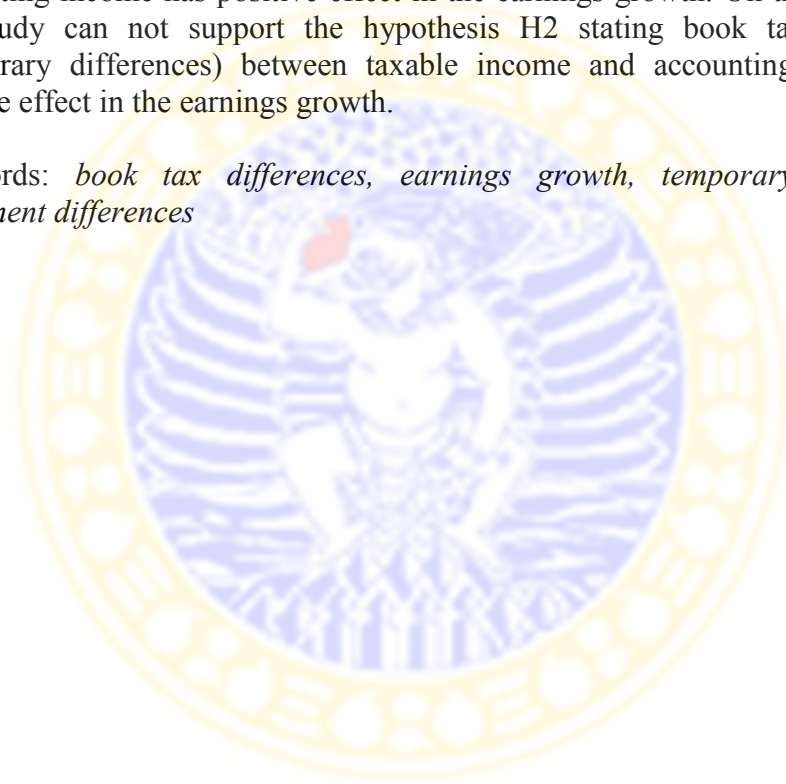 ting income has positive effect in the earnings growth. On
udy can not support the hypothesis H2 stating book ta
rary differences) between taxable income and accounting
e effect in the earnings growth.
ords: book tax differences, earnings growth, temporary
nent differences